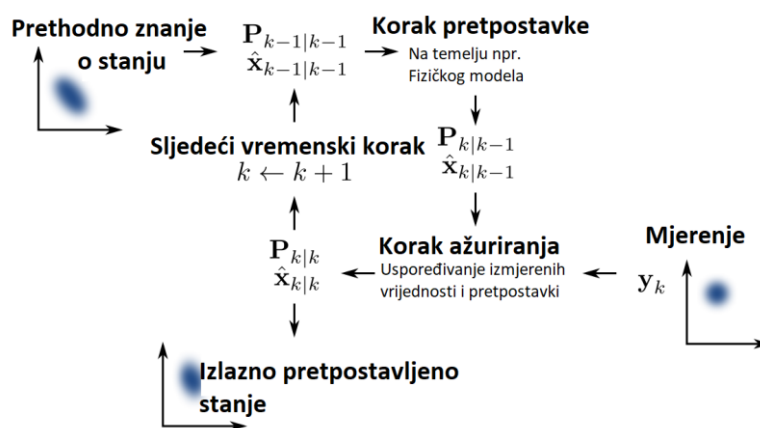 Prethodno znanje
o stanju
P_{k−1|k−1}
x̂_{k−1|k−1}
Korak pretpostavke
Na temelju npr.
Fizičkog modela
Sljedeći vremenski korak
k ← k + 1
P_{k|k−1}
x̂_{k|k−1}
P_{k|k}
x̂_{k|k}
Korak ažuriranja
Uspoređivanje izmjerenih
vrijednosti i pretpostavki
Mjerenje
y_k
Izlazno pretpostavljeno
stanje